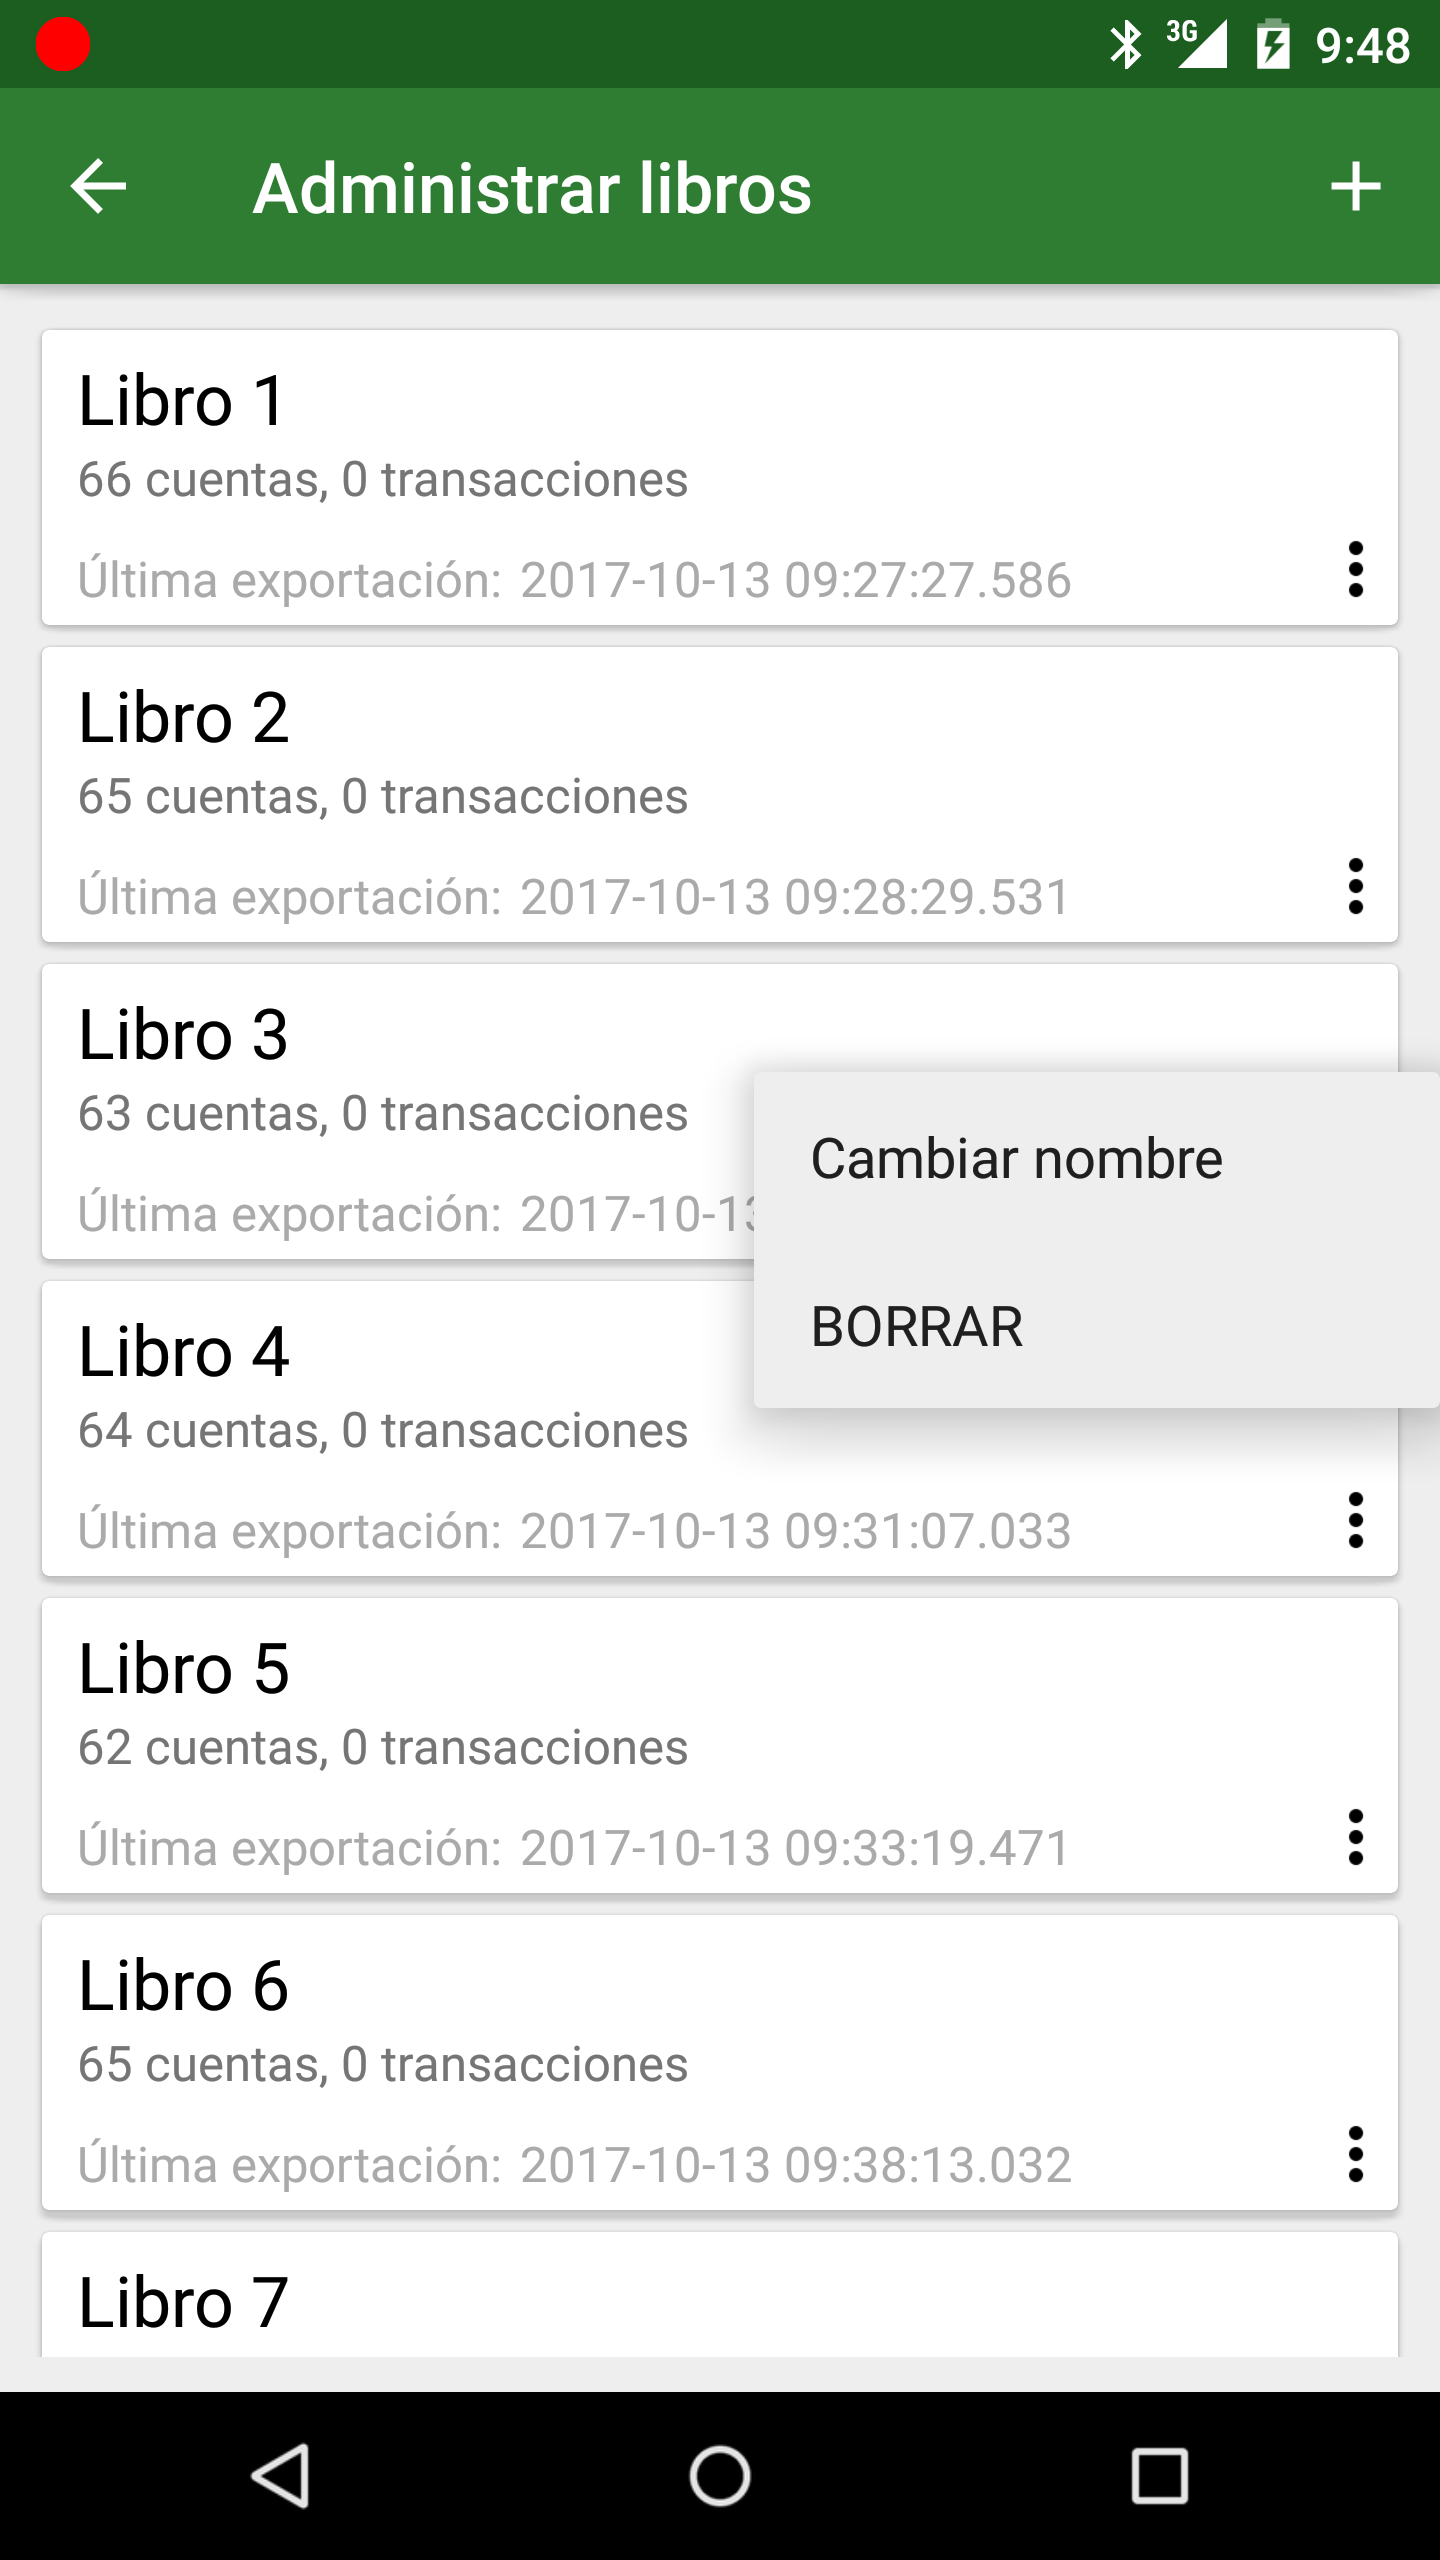 3G 9:48
Administrar libros
Libro 1
66 cuentas, 0 transacciones
Última exportación: 2017-10-13 09:27:27.586
Libro 2
65 cuentas, 0 transacciones
Última exportación: 2017-10-13 09:28:29.531
Libro 3
63 cuentas, 0 transacciones
Última exportación: 2017-10-13
Cambiar nombre
BORRAR
Libro 4
64 cuentas, 0 transacciones
Última exportación: 2017-10-13 09:31:07.033
Libro 5
62 cuentas, 0 transacciones
Última exportación: 2017-10-13 09:33:19.471
Libro 6
65 cuentas, 0 transacciones
Última exportación: 2017-10-13 09:38:13.032
Libro 7